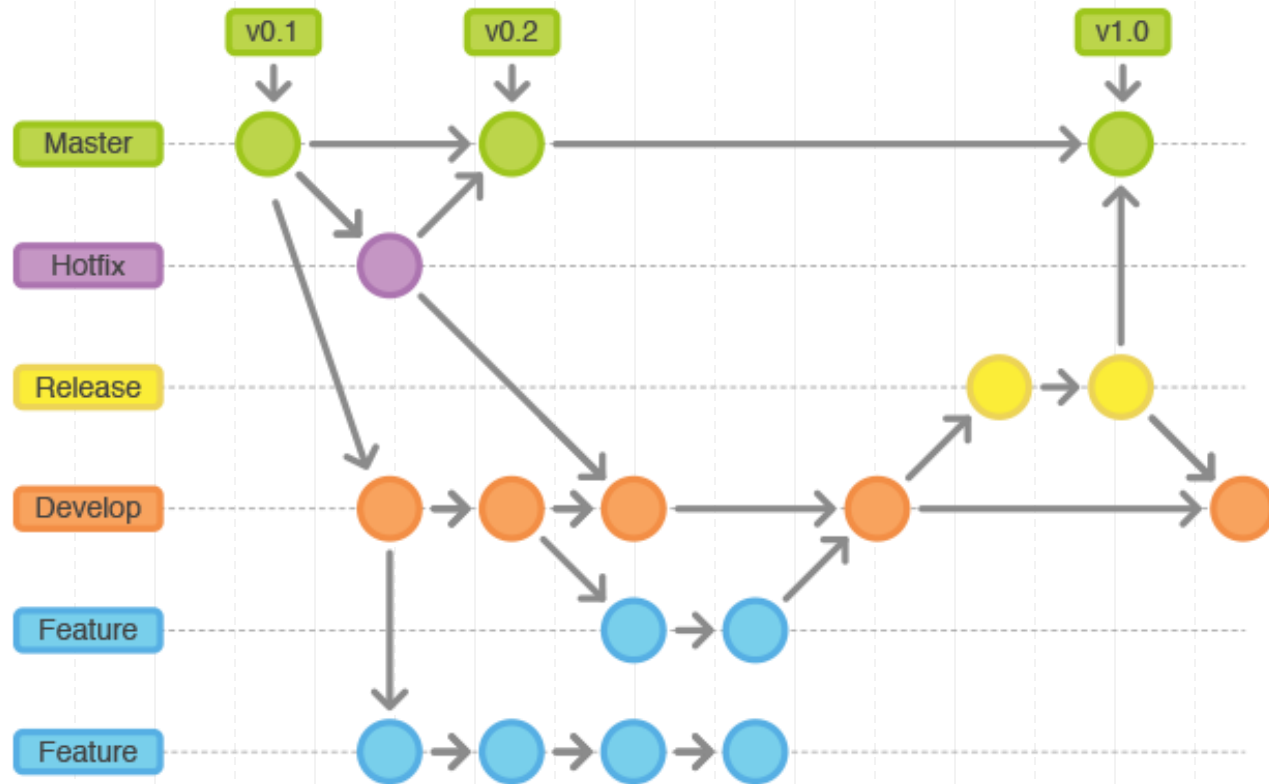 v0.1
v0.2
v1.0
Master
Hotfix
Release
Develop
Feature
Feature